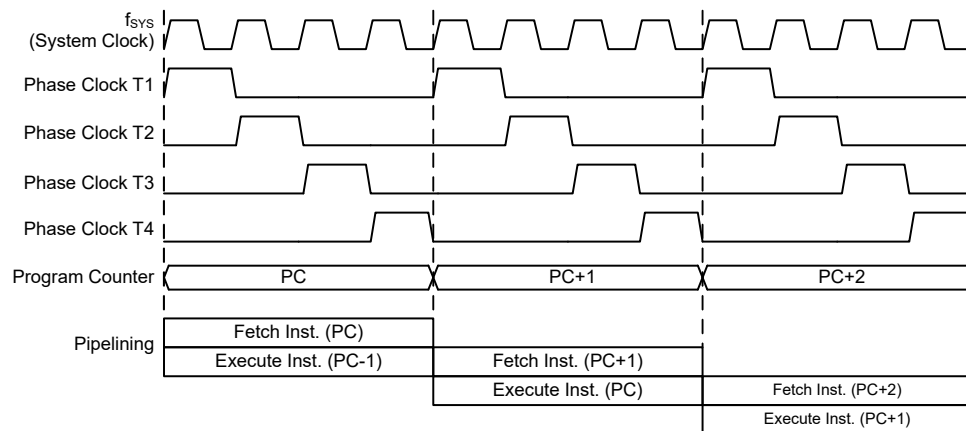 fSYS
(System Clock)
Phase Clock T1
Phase Clock T2
Phase Clock T3
Phase Clock T4
Program Counter PC PC+1 PC+2
Pipelining
Fetch Inst. (PC)
Execute Inst. (PC-1) Fetch Inst. (PC+1)
Execute Inst. (PC) Fetch Inst. (PC+2)
Execute Inst. (PC+1)